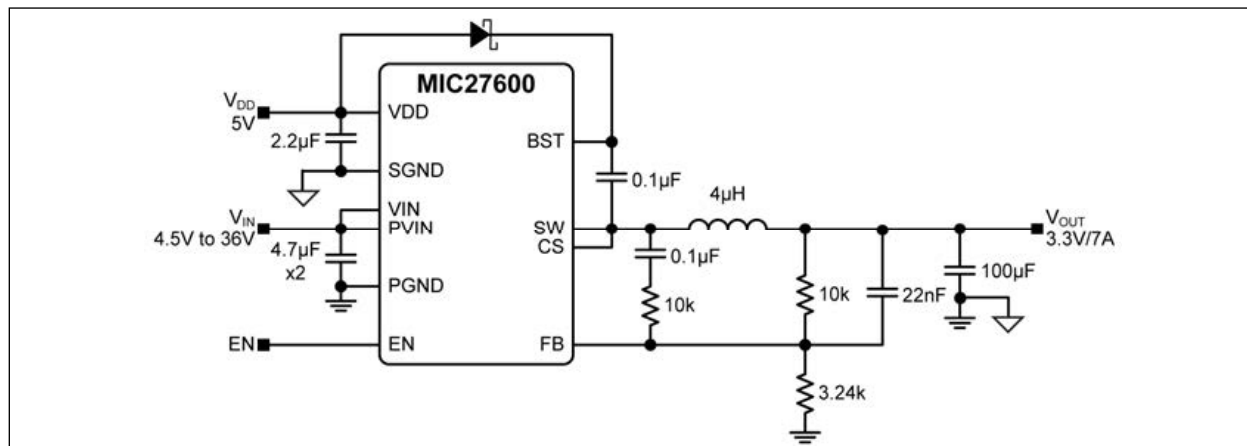 MIC27600
VDD
5V
VDD
2.2µF
SGND
BST
0.1µF
4µH
VIN
4.5V to 36V
VIN
PVIN
SW
CS
VOUT
3.3V/7A
4.7µF
x2
0.1µF
PGND
10k
10k
22nF
100µF
EN
EN
FB
3.24k